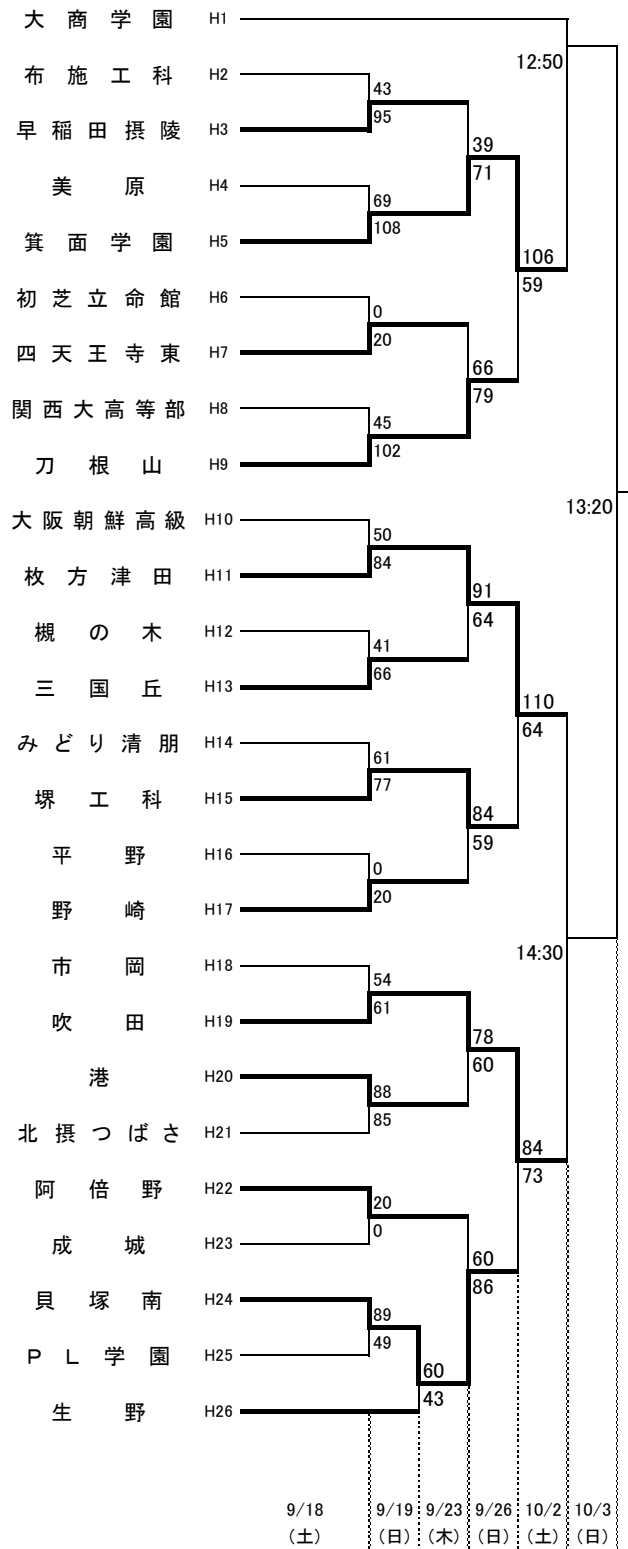 大商学園 H1
12:50
布施工科 H2
43
早稲田摂陵 H3
95
39
美原 H4
71
69
箕面学園 H5
108
106
59
初芝立命館 H6
0
四天王寺東 H7
20
66
関西大高等部 H8
79
45
刀根山 H9
102
13:20
大阪朝鮮高級 H10
50
枚方津田 H11
84
91
槻の木 H12
64
41
三国丘 H13
66
110
みどり清朋 H14
64
61
堺工科 H15
77
84
平野 H16
59
0
野崎 H17
20
14:30
市岡 H18
54
吹田 H19
61
78
港 H20
60
88
北摂つばさ H21
85
84
阿倍野 H22
73
20
成城 H23
0
60
貝塚南 H24
86
89
PL学園 H25
49
60
生野 H26
43
9/18 9/19 9/23 9/26 10/2 10/3
(土) (日) (木) (日) (土) (日)